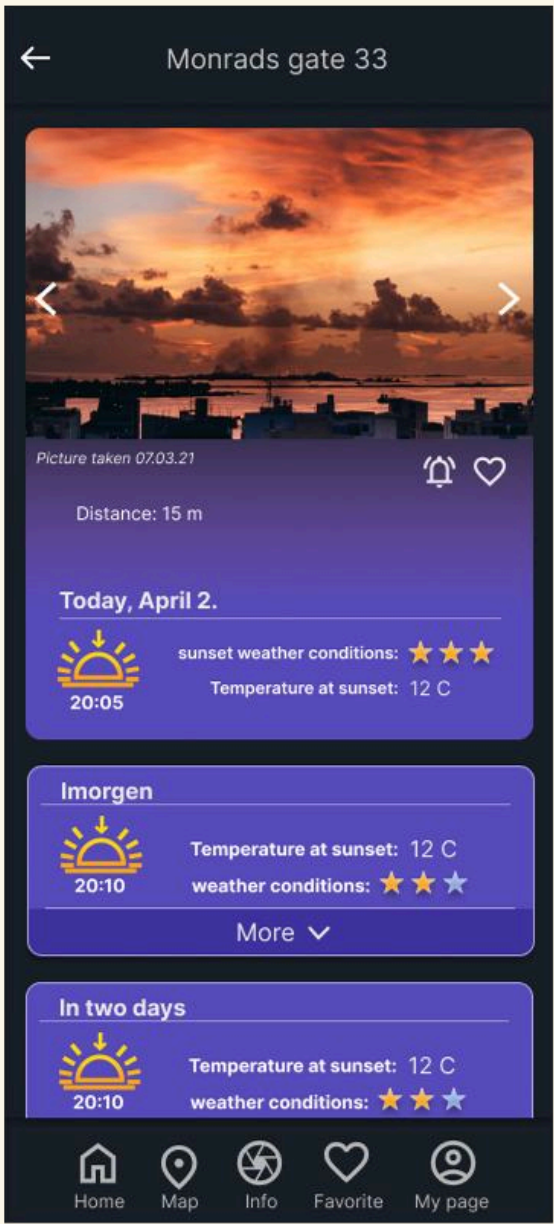 Monrads gate 33
Picture taken 07.03.21
Distance: 15 m
Today, April 2.
sunset weather conditions:
20:05
Temperature at sunset: 12 C
Imorgen
Temperature at sunset: 12 C
20:10
weather conditions:
More
In two days
Temperature at sunset: 12 C
20:10
weather conditions:
Home Map Info Favorite My page